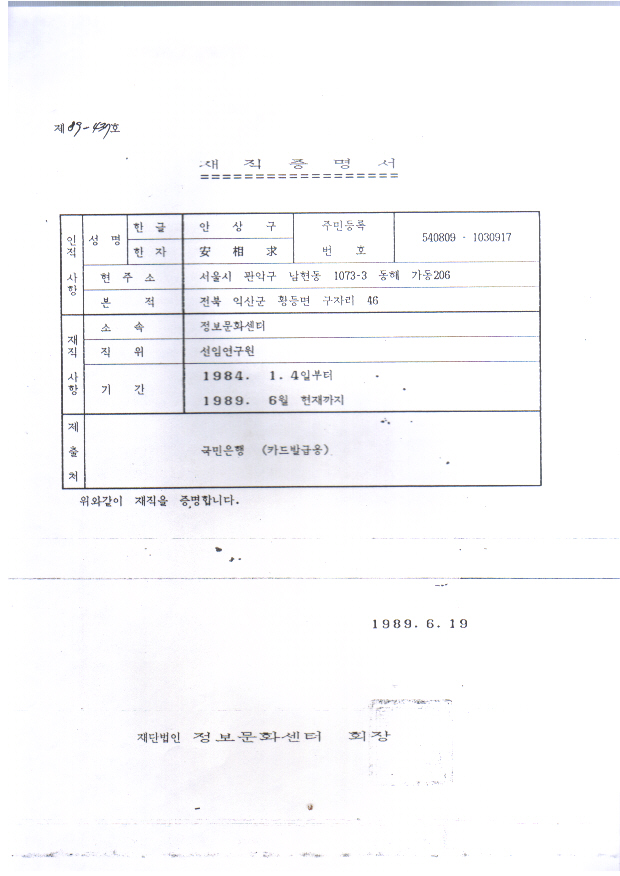 제 89-437호
재 직 증 명 서
인적 사항
성 명
한 글
안 상 구
주민등록 번 호
540809 - 1030917
한 자
安 相 求
현 주 소
서울시 관악구 남현동 1073-3 동해 가동206
본 적
전북 익산군 황등면 구자리 46
재직 사항
소 속
정보문화센터
직 위
선임연구원
기 간
1984. 1. 4일부터
1989. 6월 현재까지
제 출 처
국민은행 (카드발급용)
위와같이 재직을 증명합니다.
1989. 6. 19
재단법인 정보문화센터 회장